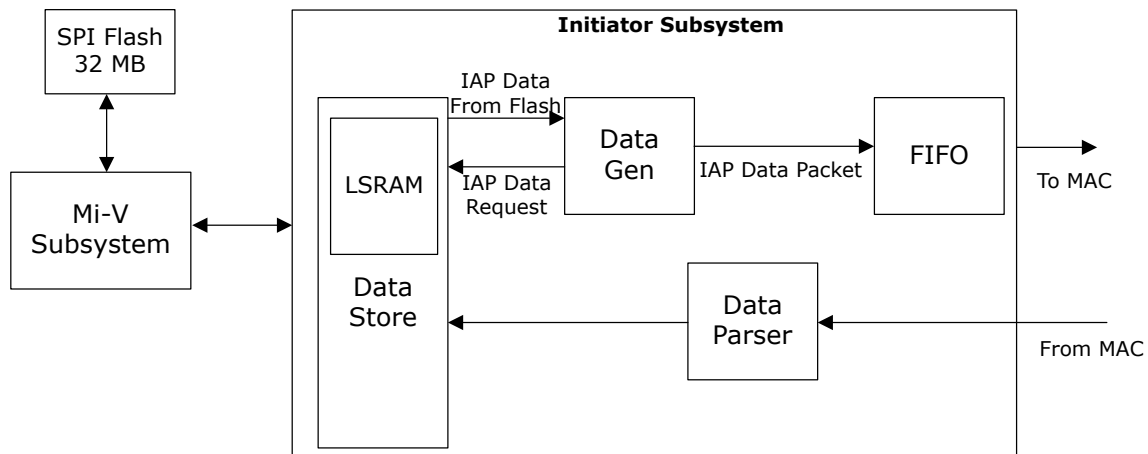 Initiator Subsystem
SPI Flash
32 MB
IAP Data
From Flash
Data
Gen
FIFO
LSRAM
IAP Data Packet
IAP Data
Request
To MAC
Mi-V
Subsystem
Data
Store
Data
Parser
From MAC